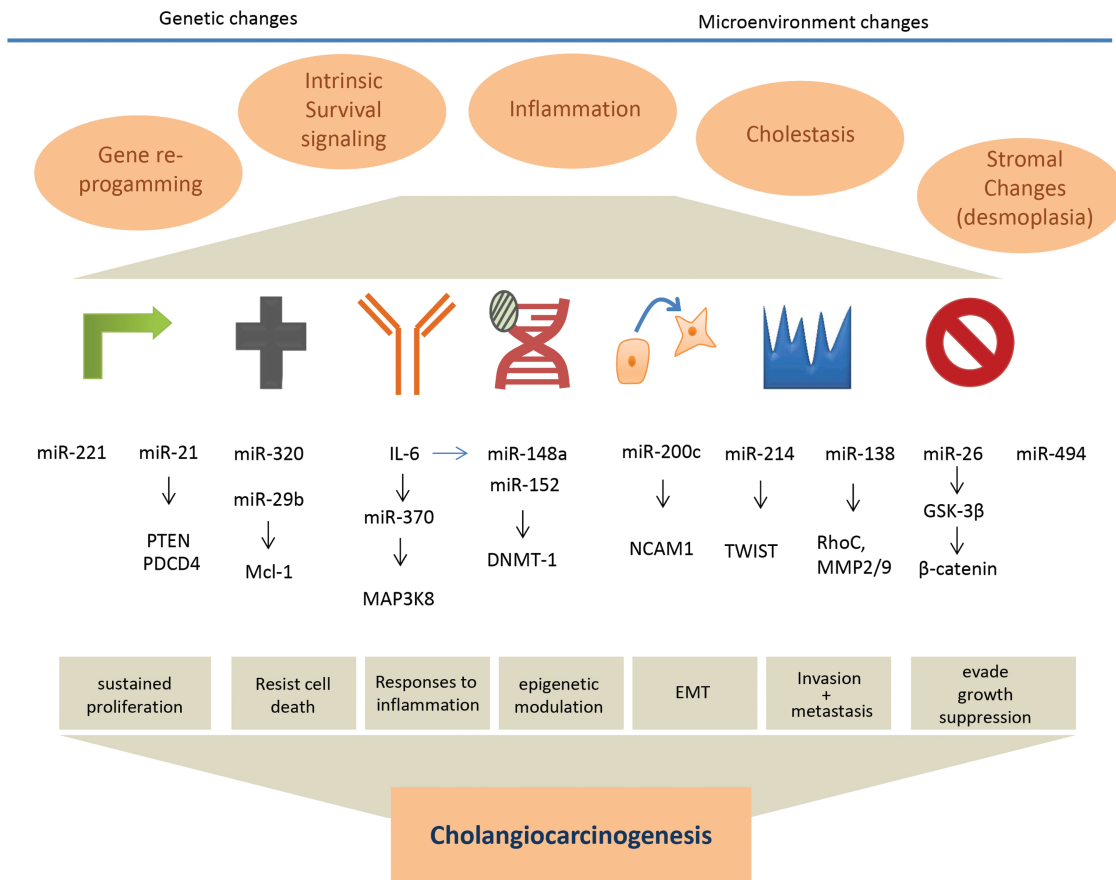 Genetic changes
Microenvironment changes
Gene re-
progamming
Intrinsic
Survival
signaling
Inflammation
Cholestasis
Stromal
Changes
(desmoplasia)
miR-221
miR-21
PTEN
PDCD4
miR-320
miR-29b
Mcl-1
IL-6
miR-370
MAP3K8
miR-148a
miR-152
DNMT-1
miR-200c
NCAM1
miR-214
TWIST
miR-138
RhoC,
MMP2/9
miR-26
GSK-3β
β-catenin
miR-494
sustained
proliferation
Resist cell
death
Responses to
inflammation
epigenetic
modulation
EMT
Invasion
+
metastasis
evade
growth
suppression
Cholangiocarcinogenesis